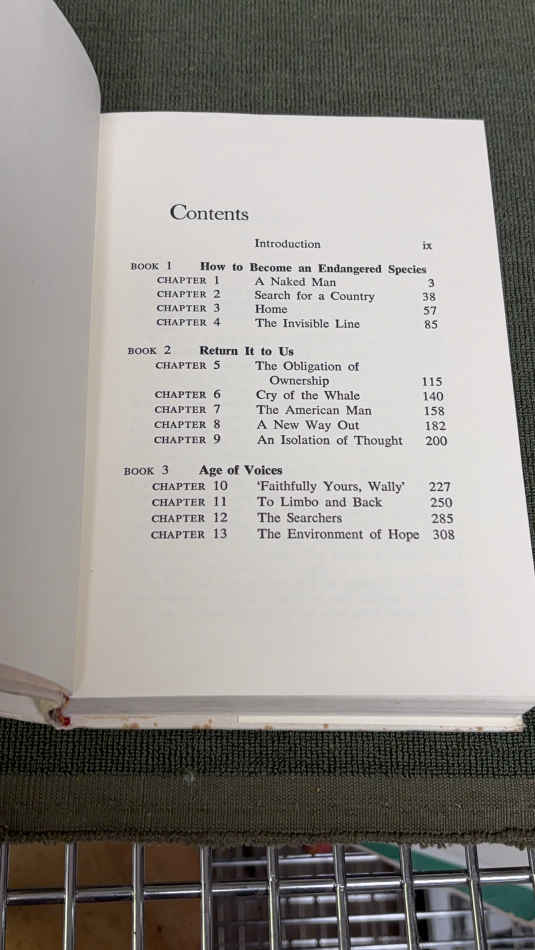 Contents
Introduction ix
BOOK 1 How to Become an Endangered Species
CHAPTER 1 A Naked Man 3
CHAPTER 2 Search for a Country 38
CHAPTER 3 Home 57
CHAPTER 4 The Invisible Line 85
BOOK 2 Return It to Us
CHAPTER 5 The Obligation of
Ownership 115
CHAPTER 6 Cry of the Whale 140
CHAPTER 7 The American Man 158
CHAPTER 8 A New Way Out 182
CHAPTER 9 An Isolation of Thought 200
BOOK 3 Age of Voices
CHAPTER 10 ‘Faithfully Yours, Wally’ 227
CHAPTER 11 To Limbo and Back 250
CHAPTER 12 The Searchers 285
CHAPTER 13 The Environment of Hope 308